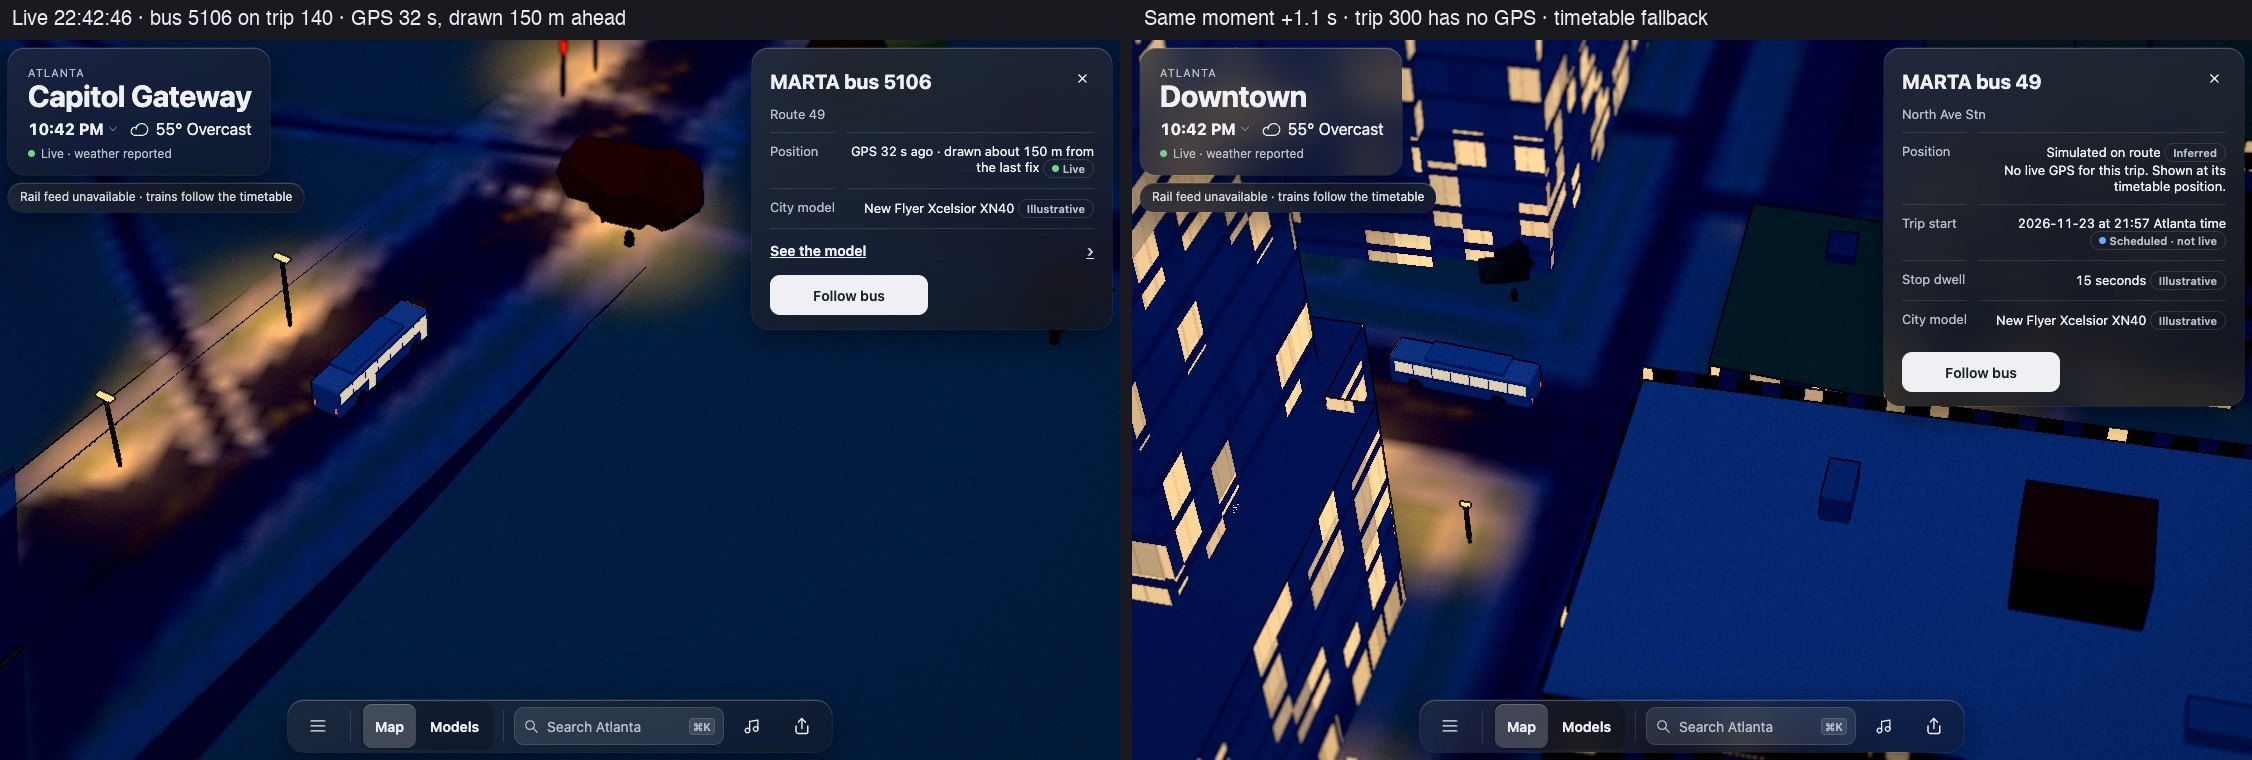 Live 22:42:46 · bus 5106 on trip 140 · GPS 32 s, drawn 150 m ahead
ATLANTA
Capitol Gateway
10:42 PM
55° Overcast
Live · weather reported
Rail feed unavailable · trains follow the timetable
MARTA bus 5106
×
Route 49
Position
GPS 32 s ago · drawn about 150 m from
the last fix
Live
City model
New Flyer Xcelsior XN40
Illustrative
See the model
›
Follow bus
Map
Models
Search Atlanta
⌘K
Same moment +1.1 s · trip 300 has no GPS · timetable fallback
ATLANTA
Downtown
10:42 PM
55° Overcast
Live · weather reported
Rail feed unavailable · trains follow the timetable
MARTA bus 49
×
North Ave Stn
Position
Simulated on route
Inferred
No live GPS for this trip. Shown at its
timetable position.
Trip start
2026-11-23 at 21:57 Atlanta time
Scheduled · not live
Stop dwell
15 seconds
Illustrative
City model
New Flyer Xcelsior XN40
Illustrative
Follow bus
Map
Models
Search Atlanta
⌘K